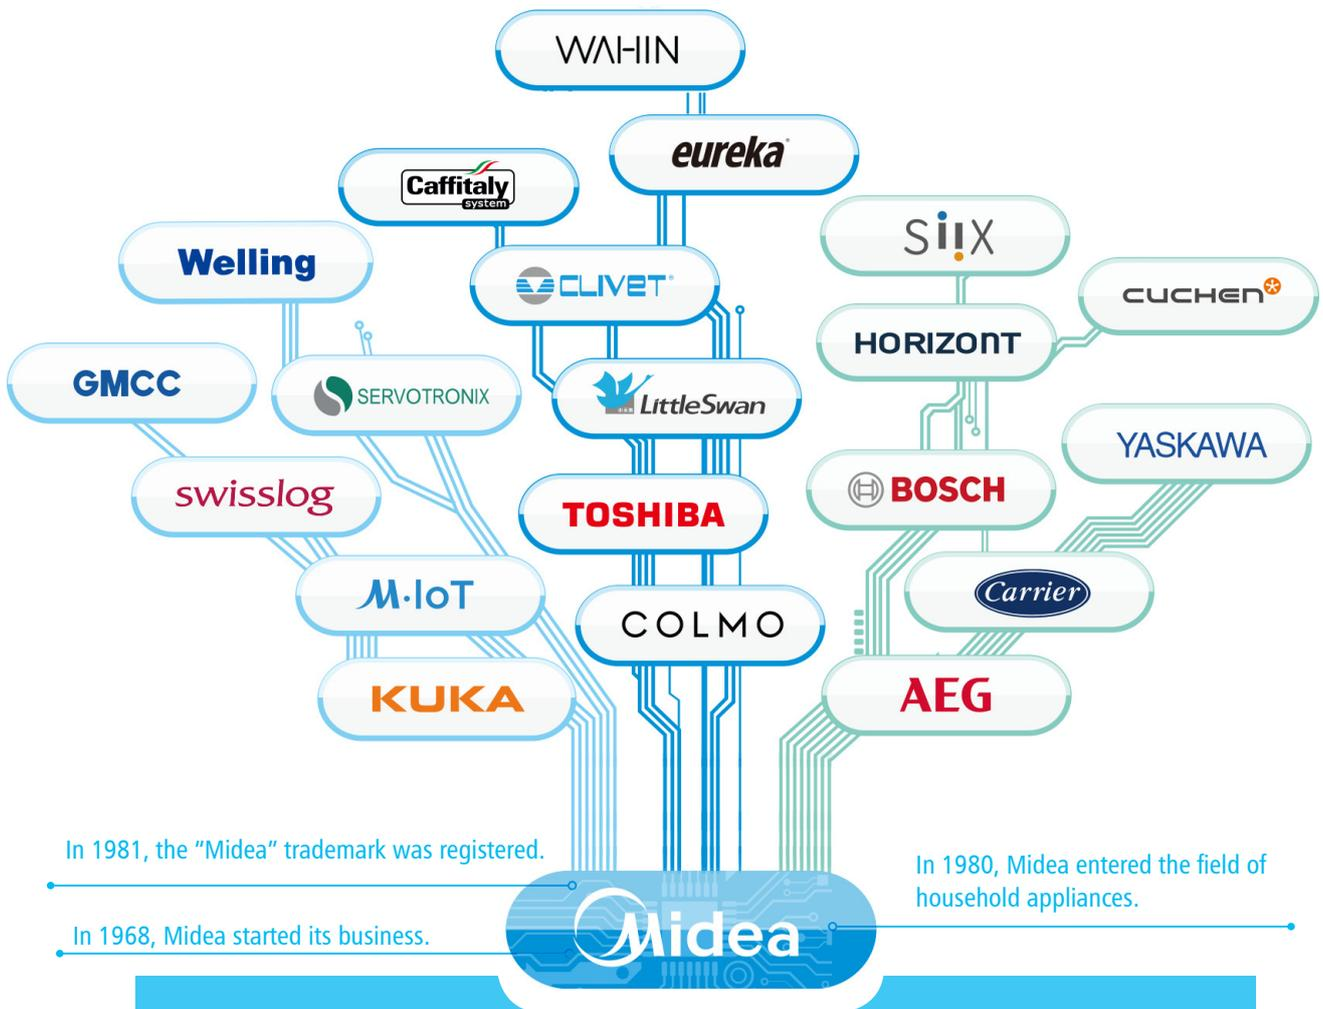 WAHIN
eureka
Caffitaly
system
SIIX
Welling
CLIVET
CUCHEN
HORIZONT
GMCC
SERVOTRONIX
LittleSwan
YASKAWA
swisslog
BOSCH
TOSHIBA
M·IoT
Carrier
COLMO
KUKA
AEG
In 1981, the “Midea” trademark was registered.
In 1980, Midea entered the field of
household appliances.
In 1968, Midea started its business.
Midea